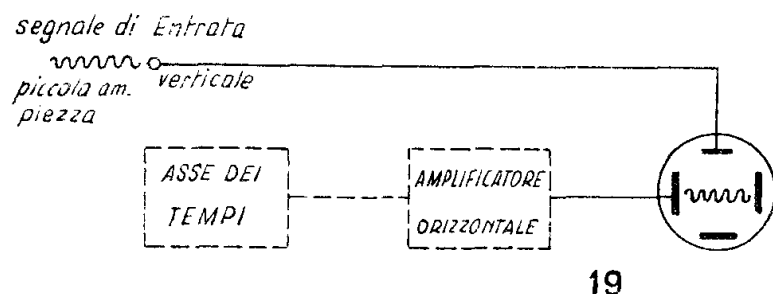 segnale di Entrata
verticale
piccola am.
piezza
ASSE DEI
TEMPI
AMPLIFICATORE
ORIZZONTALE
19